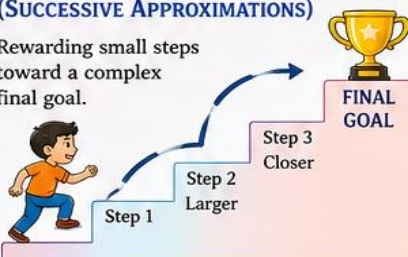 (SUCCESSIVE APPROXIMATIONS)
Rewarding small steps
toward a complex
final goal.
FINAL
GOAL
Step 3
Closer
Step 2
Larger
Step 1